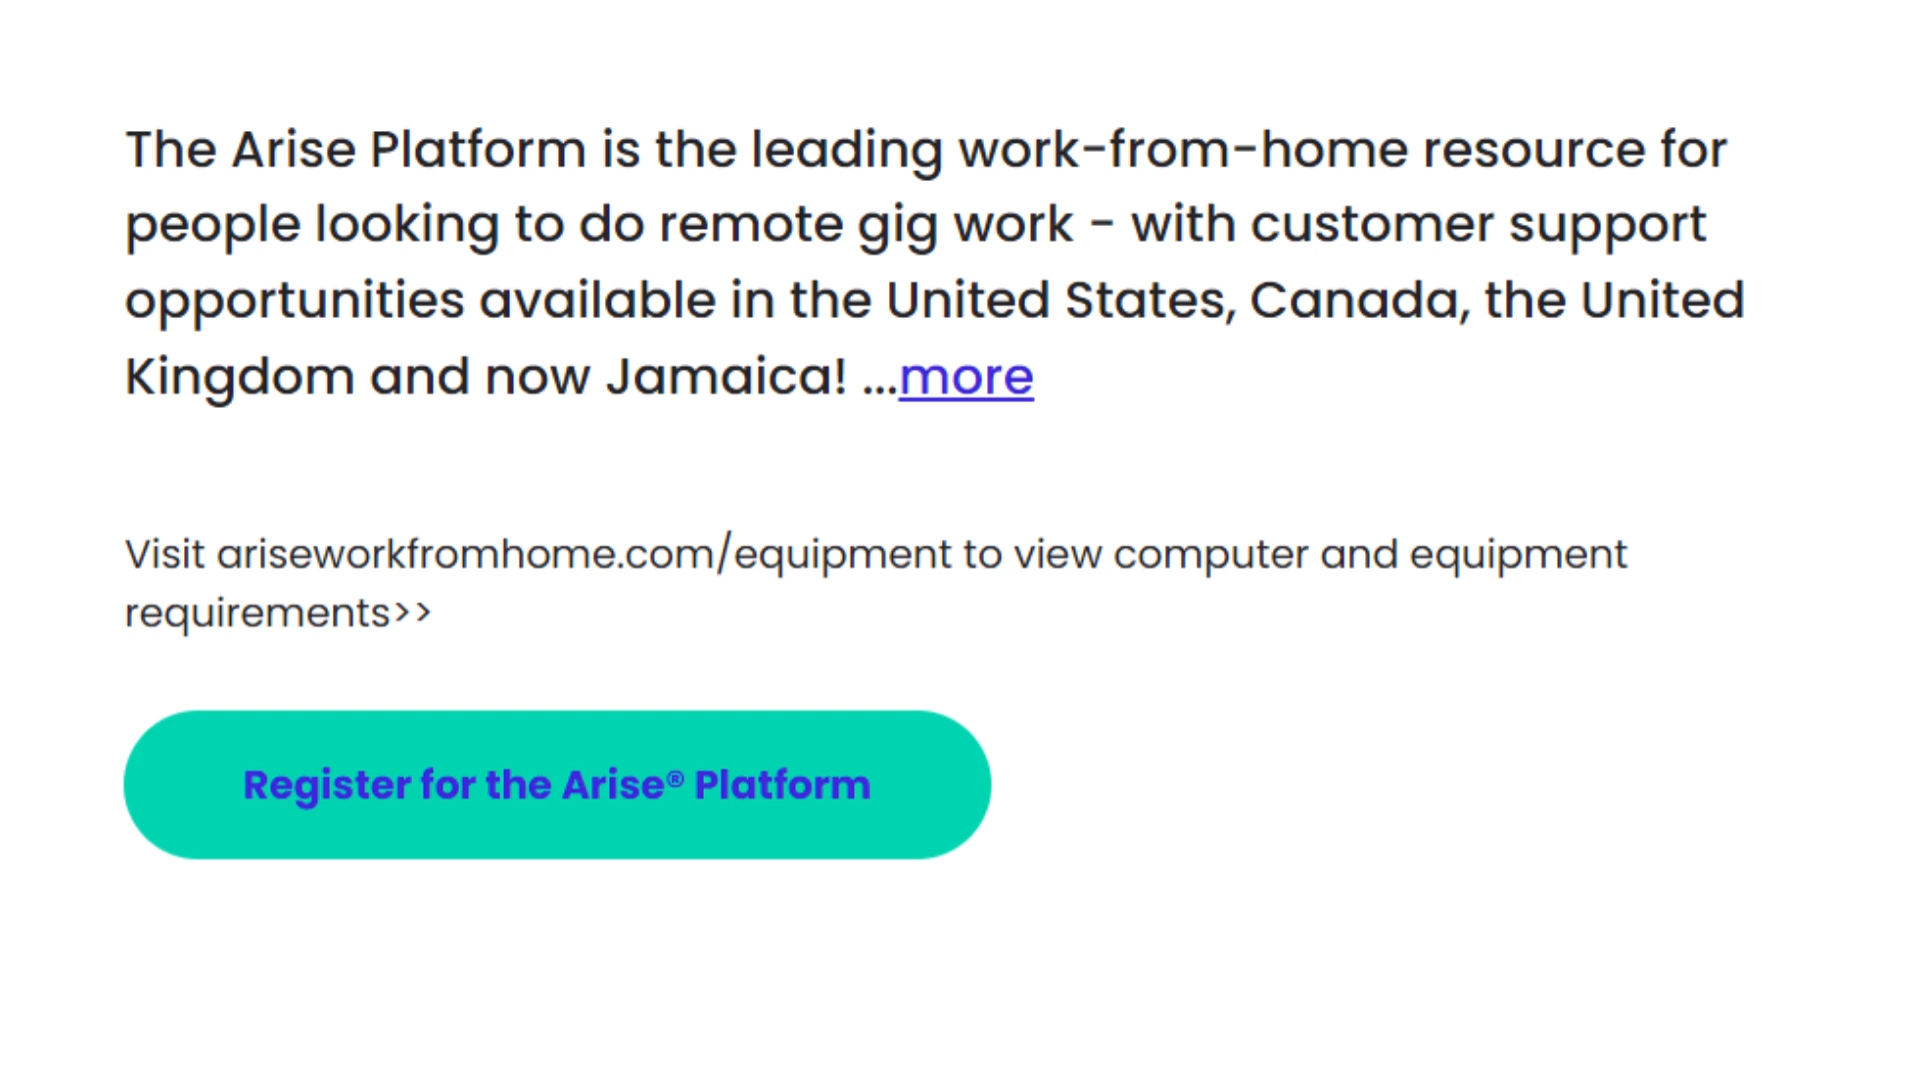 The Arise Platform is the leading work-from-home resource for
people looking to do remote gig work - with customer support
opportunities available in the United States, Canada, the United
Kingdom and now Jamaica! ...more
Visit ariseworkfromhome.com/equipment to view computer and equipment
requirements>>
Register for the Arise® Platform